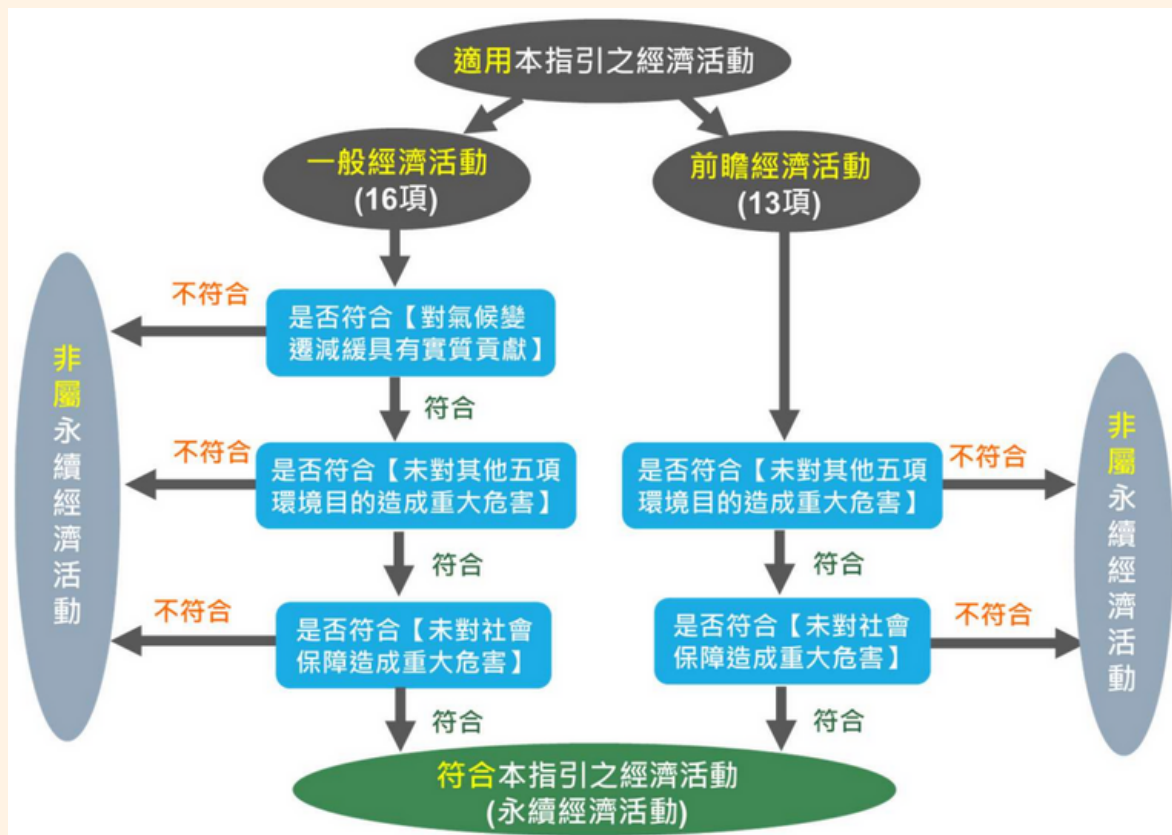 適用本指引之經濟活動
一般經濟活動
(16項)
前瞻經濟活動
(13項)
不符合
是否符合【對氣候變
遷減緩具有實質貢獻】
符合
不符合
是否符合【未對其他五項
環境目的造成重大危害】
符合
不符合
是否符合【未對社會
保障造成重大危害】
符合
非屬永續經濟活動
是否符合【未對其他五項
環境目的造成重大危害】
不符合
符合
是否符合【未對社會
保障造成重大危害】
不符合
符合
非屬永續經濟活動
符合本指引之經濟活動
(永續經濟活動)